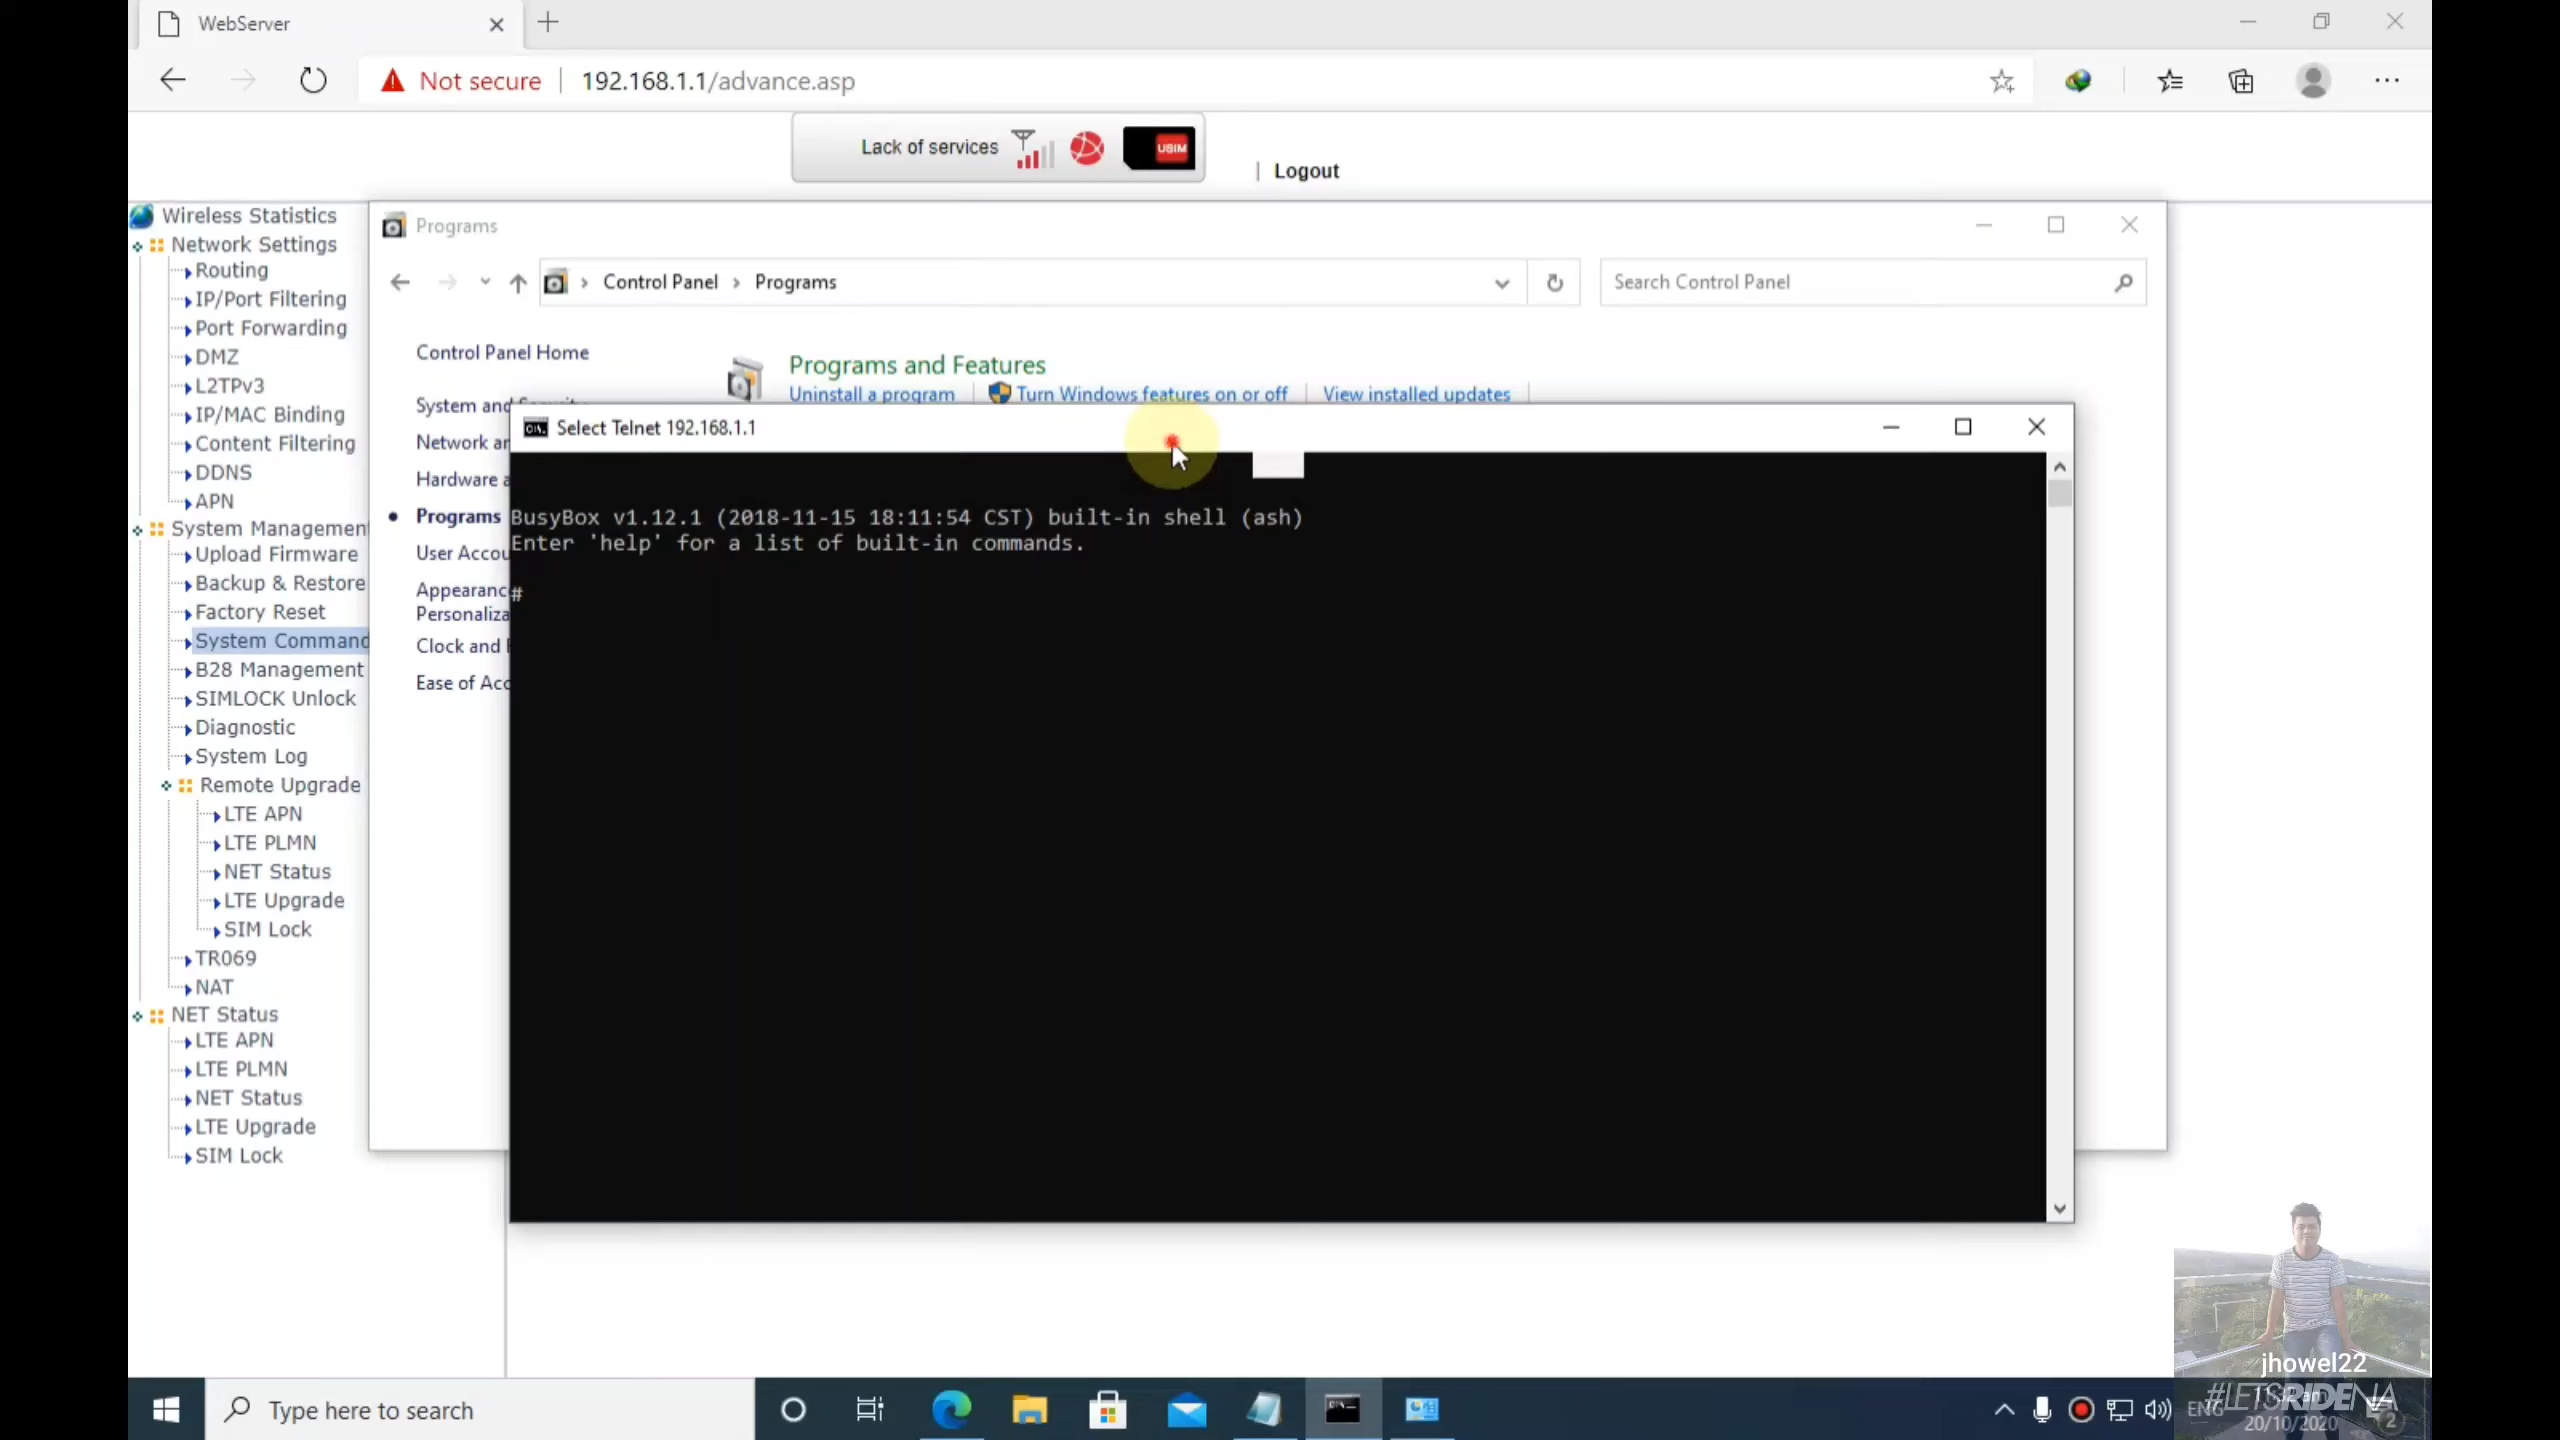 WebServer
Not secure
192.168.1.1/advance.asp
Lack of services
USIM
| Logout
Wireless Statistics
Network Settings
Routing
IP/Port Filtering
Port Forwarding
DMZ
L2TPv3
IP/MAC Binding
Content Filtering
DDNS
APN
System Management
Upload Firmware
Backup & Restore
Factory Reset
System Command
B28 Management
SIMLOCK Unlock
Diagnostic
System Log
Remote Upgrade
LTE APN
LTE PLMN
NET Status
LTE Upgrade
SIM Lock
TR069
NAT
NET Status
LTE APN
LTE PLMN
NET Status
LTE Upgrade
SIM Lock
Programs
Control Panel > Programs
Search Control Panel
Control Panel Home
System and Security
Network an
Hardware a
Programs
User Accou
Appearanc
Personaliza
Clock and
Ease of Acc
Programs and Features
Uninstall a program
Turn Windows features on or off
View installed updates
Select Telnet 192.168.1.1
BusyBox v1.12.1 (2018-11-15 18:11:54 CST) built-in shell (ash)
Enter 'help' for a list of built-in commands.
#
jhowel22
#LETSRIDENA
Type here to search
ENG
20/10/2020
2